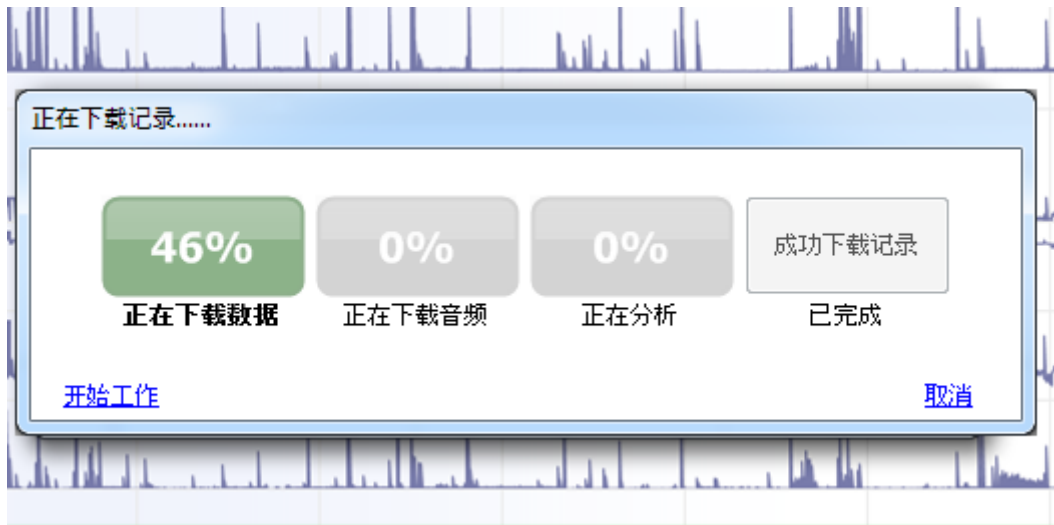 正在下载记录......
46%
0%
0%
成功下载记录
正在下载数据
正在下载音频
正在分析
已完成
开始工作
取消